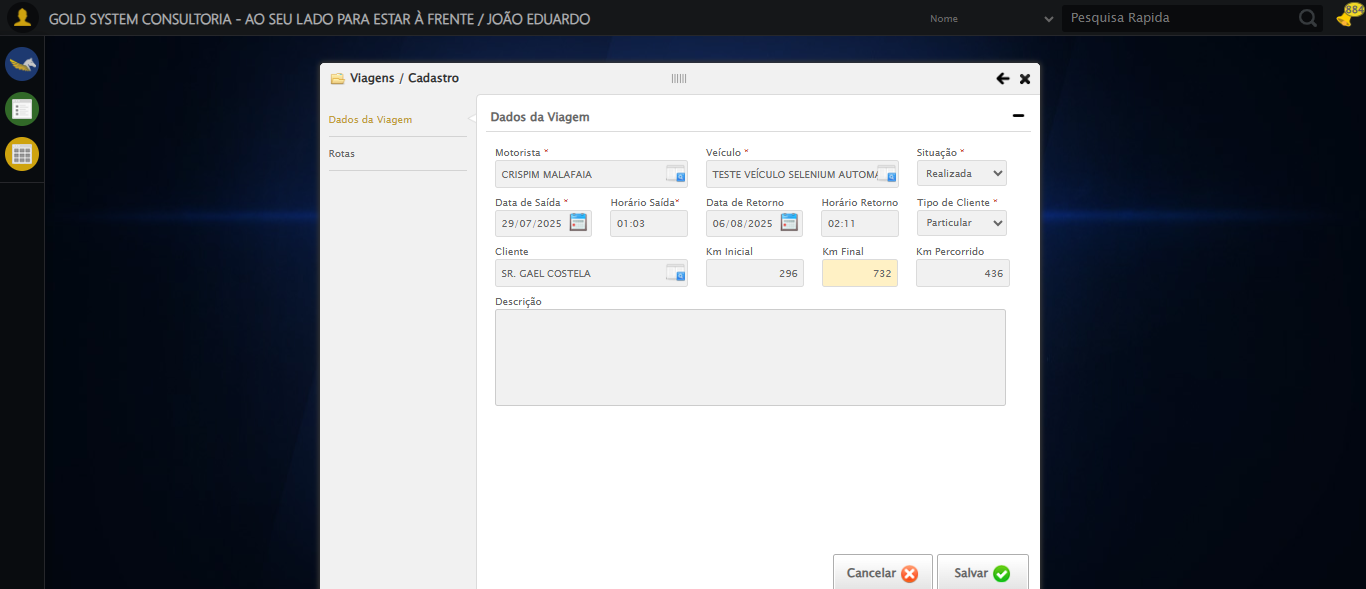 GOLD SYSTEM CONSULTORIA - AO SEU LADO PARA ESTAR À FRENTE / JOÃO EDUARDO
Nome
Pesquisa Rapida
884
Viagens / Cadastro
Dados da Viagem
Rotas
Dados da Viagem
Motorista * Veículo * Situação *
CRISPIM MALAFAIA TESTE VEÍCULO SELENIUM AUTOMA Realizada
Data de Saída * Horário Saída* Data de Retorno Horário Retorno Tipo de Cliente *
29/07/2025 01:03 06/08/2025 02:11 Particular
Cliente Km Inicial Km Final Km Percorrido
SR. GAEL COSTELA 296 732 436
Descrição
Cancelar Salvar